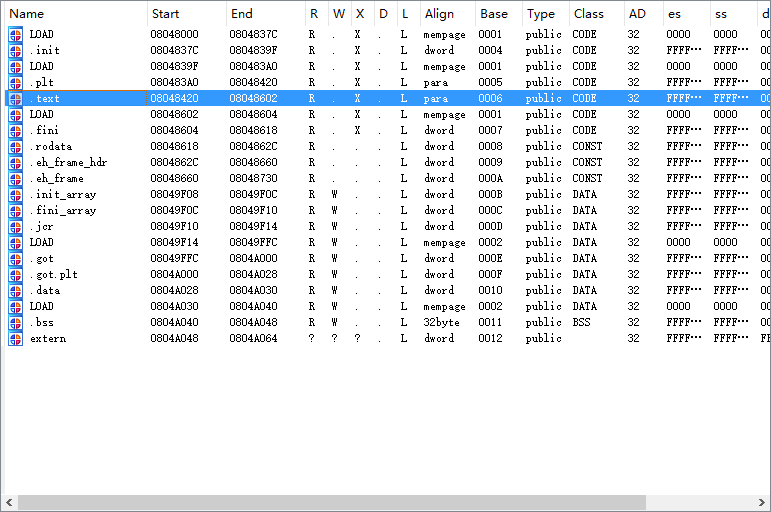 Name Start End R W X D L Align Base Type Class AD es ss d
LOAD 08048000 0804837C R . X . L mempage 0001 public CODE 32 0000 0000 00
.init 0804837C 0804839F R . X . L dword 0004 public CODE 32 FFFF⋯ FFFF⋯ 00
LOAD 0804839F 080483A0 R . X . L mempage 0001 public CODE 32 0000 0000 00
.plt 080483A0 08048420 R . X . L para 0005 public CODE 32 FFFF⋯ FFFF⋯ 00
.text 08048420 08048602 R . X . L para 0006 public CODE 32 FFFF⋯ FFFF⋯ 00
LOAD 08048602 08048604 R . X . L mempage 0001 public CODE 32 0000 0000 00
.fini 08048604 08048618 R . X . L dword 0007 public CODE 32 FFFF⋯ FFFF⋯ 00
.rodata 08048618 0804862C R . . . L dword 0008 public CONST 32 FFFF⋯ FFFF⋯ 00
.eh_frame_hdr 0804862C 08048660 R . . . L dword 0009 public CONST 32 FFFF⋯ FFFF⋯ 00
.eh_frame 08048660 08048730 R . . . L dword 000A public CONST 32 FFFF⋯ FFFF⋯ 00
.init_array 08049F08 08049F0C R W . . L dword 000B public DATA 32 FFFF⋯ FFFF⋯ 00
.fini_array 08049F0C 08049F10 R W . . L dword 000C public DATA 32 FFFF⋯ FFFF⋯ 00
.jcr 08049F10 08049F14 R W . . L dword 000D public DATA 32 FFFF⋯ FFFF⋯ 00
LOAD 08049F14 08049FFC R W . . L mempage 0002 public DATA 32 0000 0000 00
.got 08049FFC 0804A000 R W . . L dword 000E public DATA 32 FFFF⋯ FFFF⋯ 00
.got.plt 0804A000 0804A028 R W . . L dword 000F public DATA 32 FFFF⋯ FFFF⋯ 00
.data 0804A028 0804A030 R W . . L dword 0010 public DATA 32 FFFF⋯ FFFF⋯ 00
LOAD 0804A030 0804A040 R W . . L mempage 0002 public DATA 32 0000 0000 00
.bss 0804A040 0804A048 R W . . L 32byte 0011 public BSS 32 FFFF⋯ FFFF⋯ 00
extern 0804A048 0804A064 ? ? ? . L dword 0012 public 32 FFFF⋯ FFFF⋯ FF